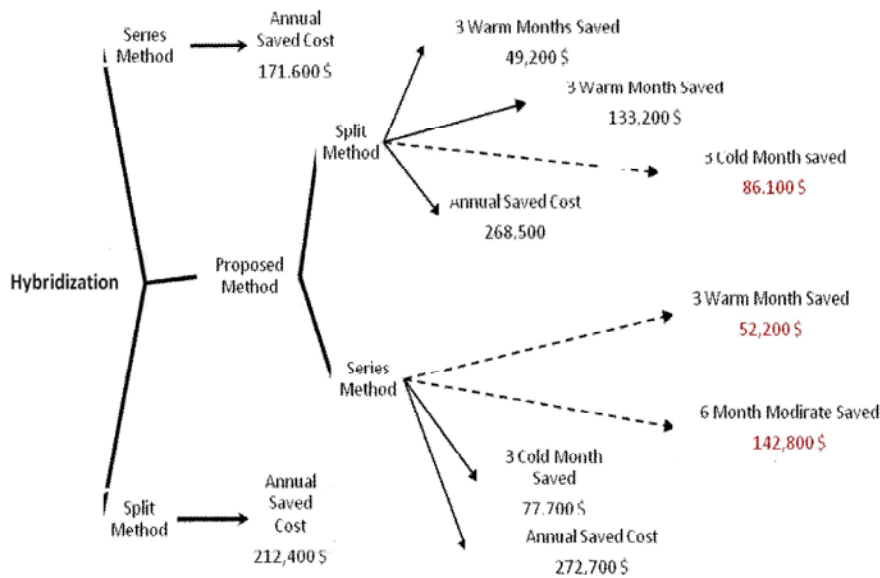 Series
Method
Annual
Saved Cost
171.600 $
3 Warm Months Saved
49,200 $
3 Warm Month Saved
133,200 $
Split
Method
3 Cold Month saved
86.100 $
Annual Saved Cost
268,500
Hybridization
Proposed
Method
3 Warm Month Saved
52,200 $
Series
Method
6 Month Modirate Saved
142,800 $
3 Cold Month
Saved
77.700 $
Split
Method
Annual
Saved
Cost
212,400 $
Annual Saved Cost
272,700 $